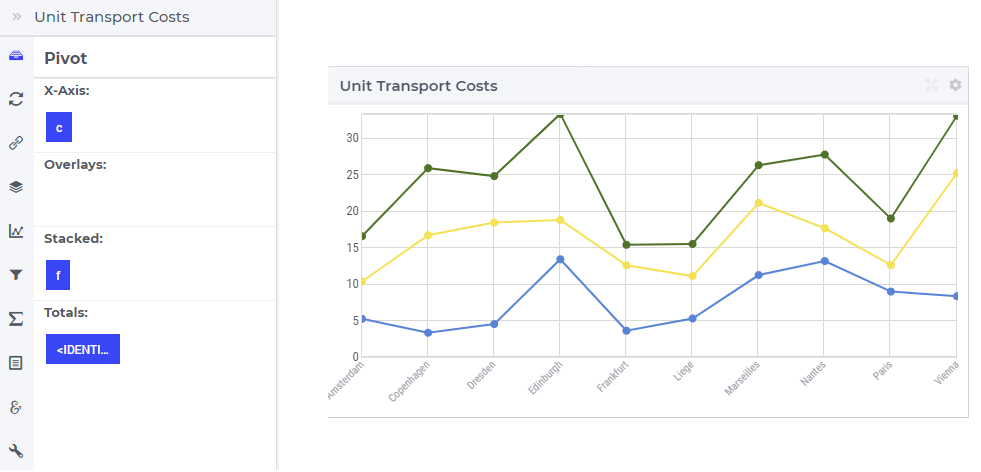 » Unit Transport Costs
Pivot
X-Axis:
c
Overlays:
Stacked:
f
Totals:
<IDENTI...
Unit Transport Costs
30
25
20
15
10
5
0
Amsterdam
Copenhagen
Dresden
Edinburgh
Frankfurt
Liege
Marseilles
Nantes
Paris
Vienna